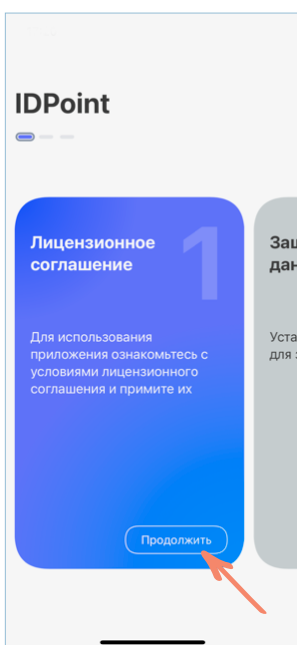 IDPoint
Лицензионное
соглашение
1
Для использования
приложения ознакомьтесь с
условиями лицензионного
соглашения и примите их
Продолжить